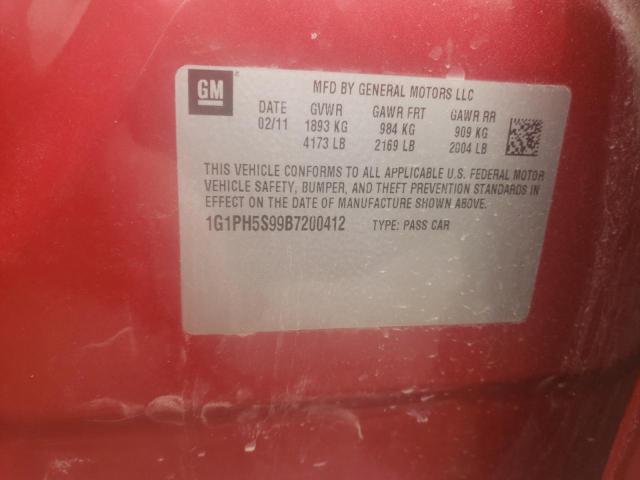 GM
MFD BY GENERAL MOTORS LLC
DATE GVWR GAWR FRT GAWR RR
02/11 1893 KG 984 KG 909 KG
4173 LB 2169 LB 2004 LB
THIS VEHICLE CONFORMS TO ALL APPLICABLE U.S. FEDERAL MOTOR
VEHICLE SAFETY, BUMPER, AND THEFT PREVENTION STANDARDS IN
EFFECT ON THE DATE OF MANUFACTURE SHOWN ABOVE.
1G1PH5S99B7200412 TYPE: PASS CAR